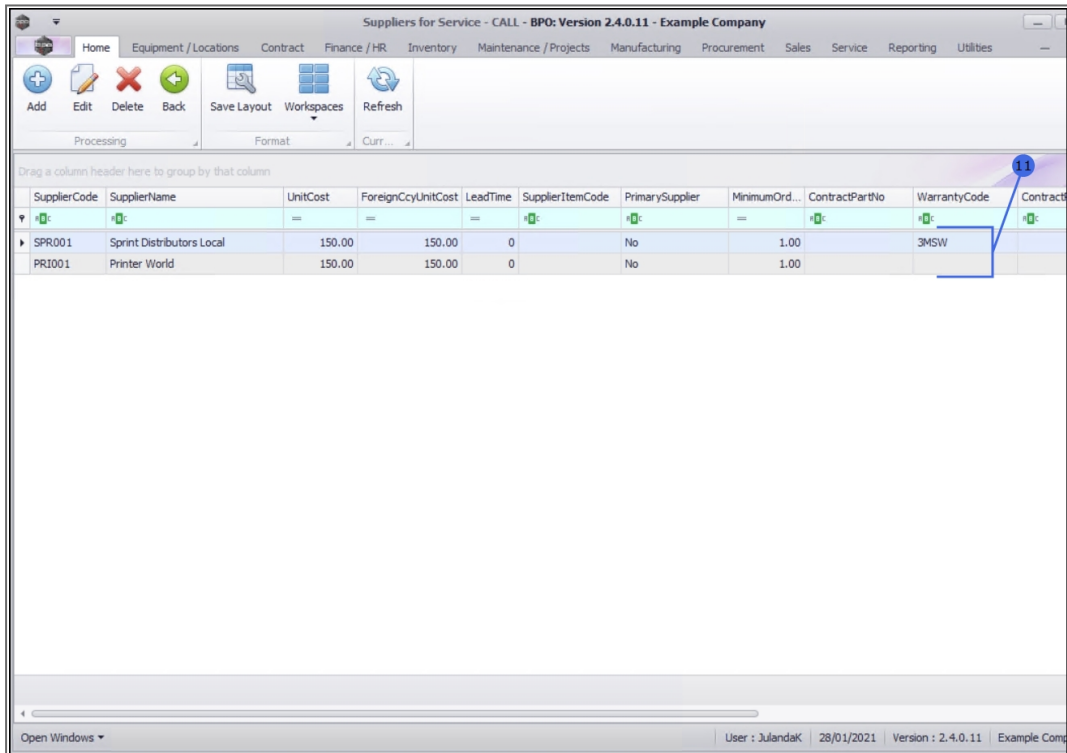 Suppliers for Service - CALL - BPO: Version 2.4.0.11 - Example Company
Home Equipment / Locations Contract Finance / HR Inventory Maintenance / Projects Manufacturing Procurement Sales Service Reporting Utilities
Add Edit Delete Back Save Layout Workspaces Refresh
Processing Format Curr...
Drag a column header here to group by that column
11
SupplierCode SupplierName UnitCost ForeignCcyUnitCost LeadTime SupplierItemCode PrimarySupplier MinimumOrd... ContractPartNo WarrantyCode Contract
= = = =
SPR001 Sprint Distributors Local 150.00 150.00 0 No 1.00 3MSW
PRI001 Printer World 150.00 150.00 0 No 1.00
Open Windows User : JulandaK 28/01/2021 Version : 2.4.0.11 Example Comp